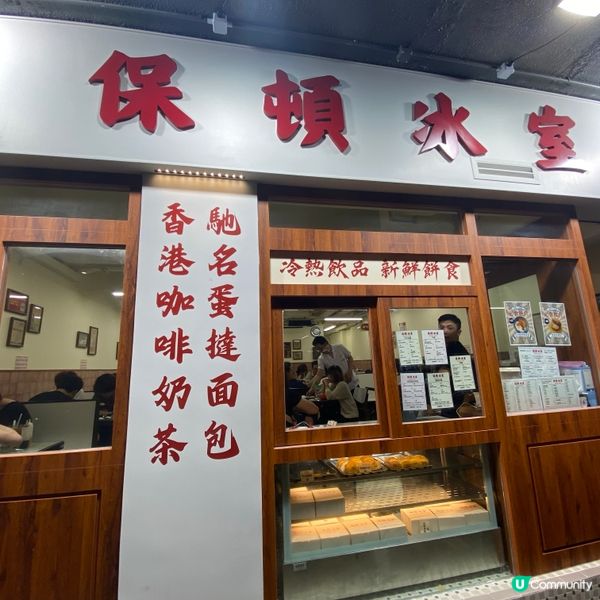 保頓冰室
馳名蛋撻面包
香港咖啡奶茶
冷熱飲品 新鮮餅食
U Community